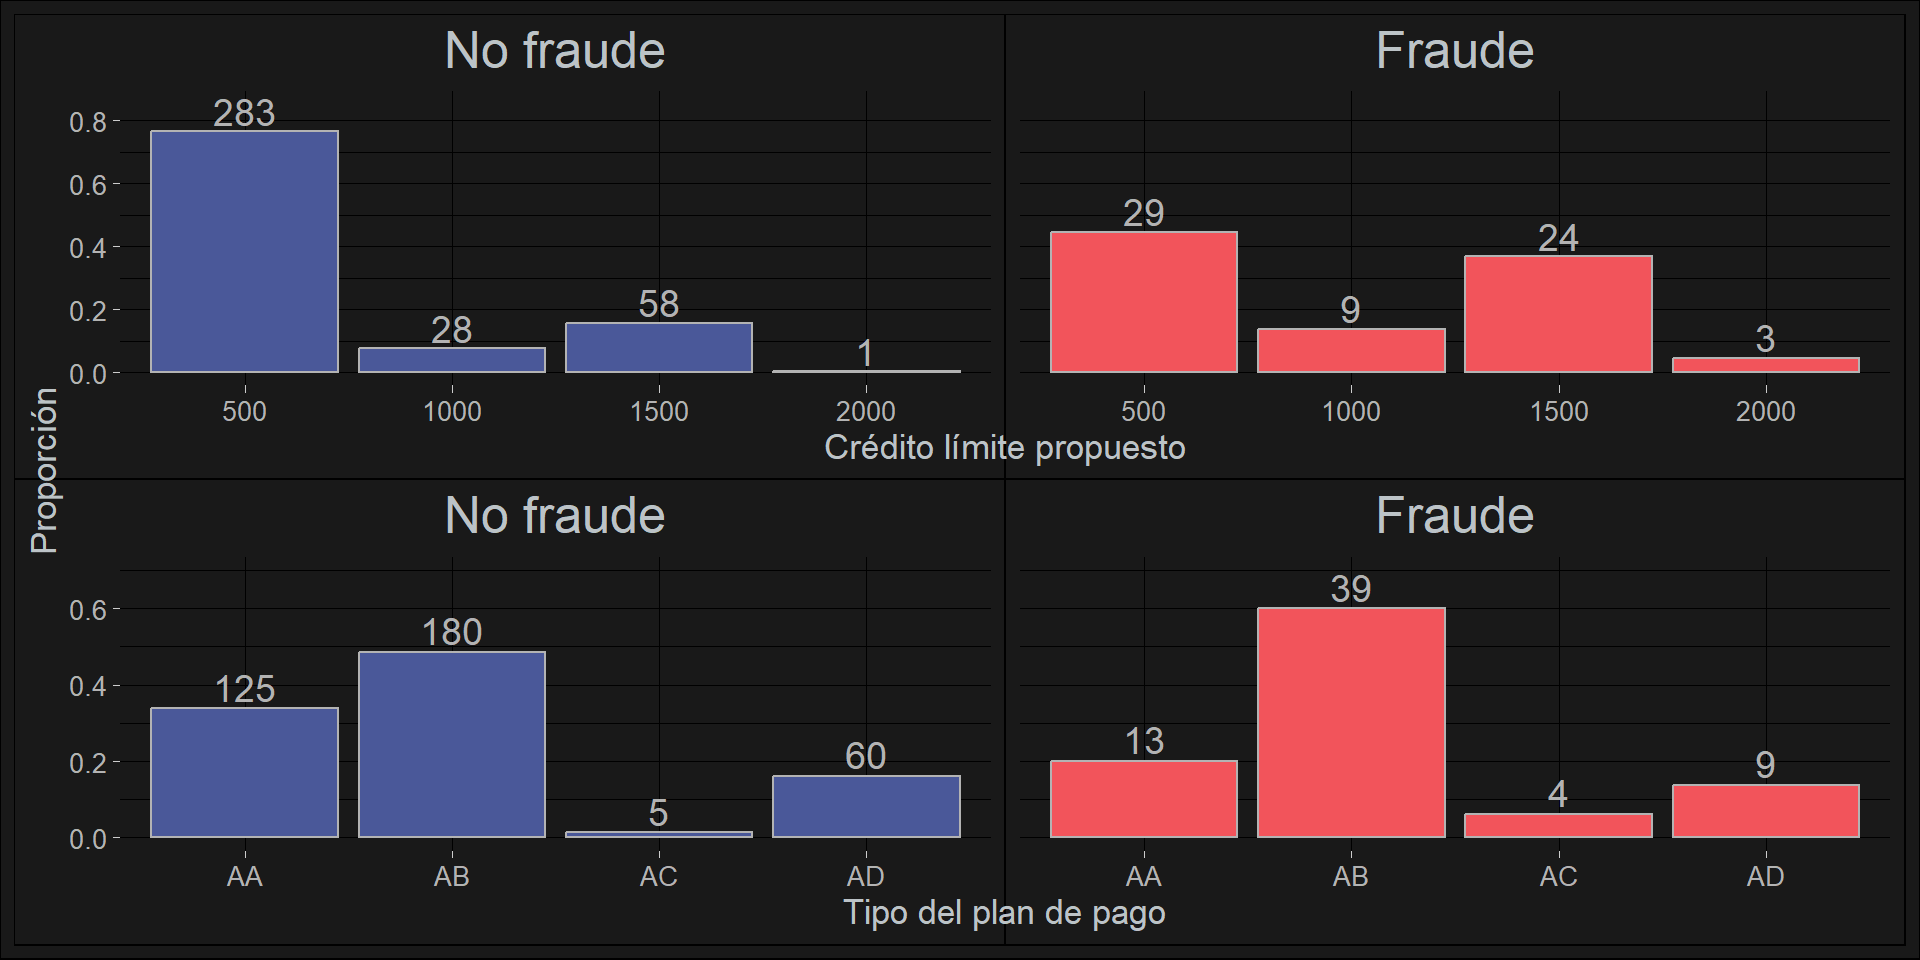 No fraude
Fraude
283
28
58
1
29
9
24
3
0.8
0.6
0.4
0.2
0.0
500
1000
1500
2000
500
1000
1500
2000
Crédito límite propuesto
Proporción
No fraude
Fraude
125
180
5
60
13
39
4
9
0.6
0.4
0.2
0.0
AA
AB
AC
AD
AA
AB
AC
AD
Tipo del plan de pago